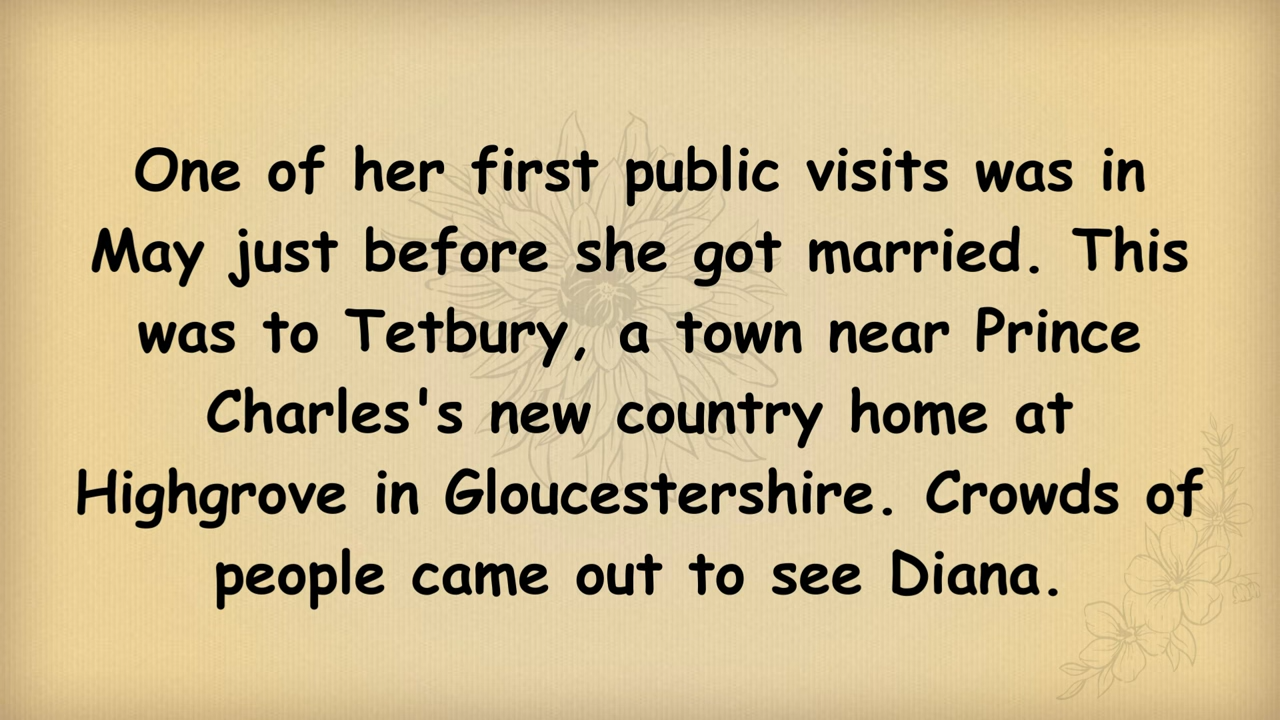 One of her first public visits was in
May just before she got married. This
was to Tetbury, a town near Prince
Charles's new country home at
Highgrove in Gloucestershire. Crowds of
people came out to see Diana.